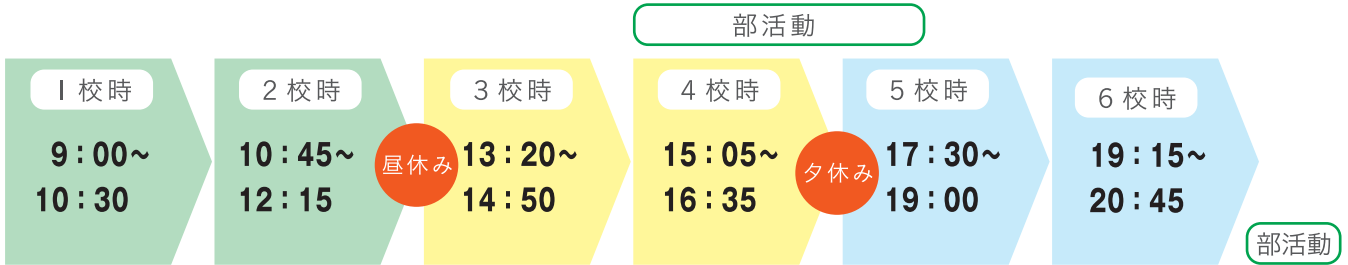 部活動
1校時
9：00~
10：30
2校時
10：45~
12：15
昼休み
3校時
13：20~
14：50
4校時
15：05~
16：35
夕休み
5校時
17：30~
19：00
6校時
19：15~
20：45
部活動